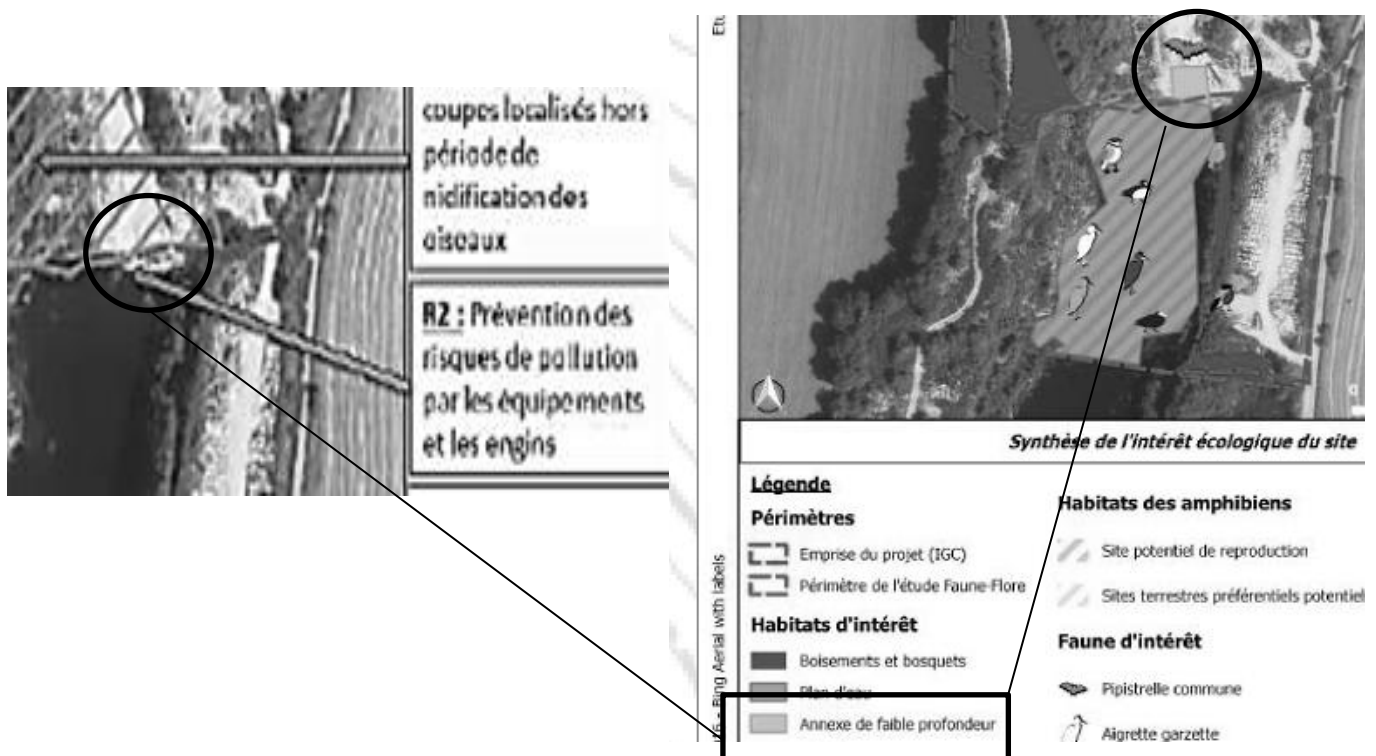 coupes localisés hors
période de
nidification des
oiseaux
R2 : Prévention des
risques de pollution
par les équipements
et les engins
Etu
16 - Bing Aerial with labels
Synthèse de l'intérêt écologique du site
Légende
Périmètres
Emprise du projet (IGC)
Périmètre de l'étude Faune-Flore
Habitats d'intérêt
Boisements et bosquets
Plan d'eau
Annexe de faible profondeur
Habitats des amphibiens
Site potentiel de reproduction
Sites terrestres préférentiels potentiel
Faune d'intérêt
Pipistrelle commune
Aigrette garzette